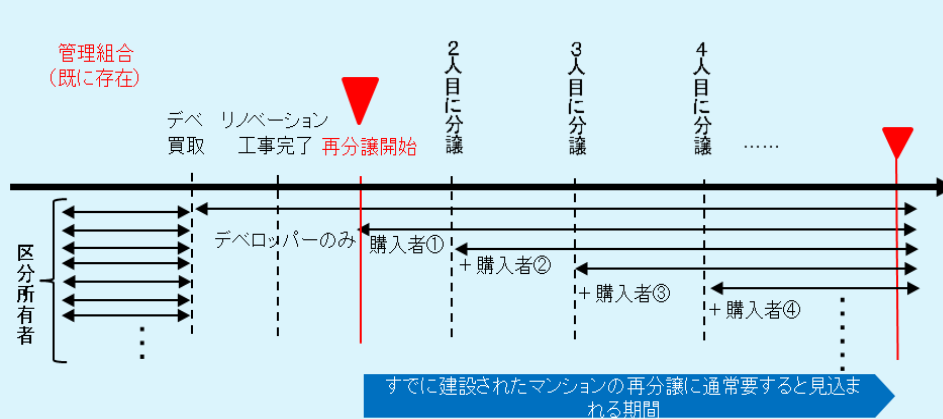 管理組合
(既に存在)
デベ
買取
リノベーション
工事完了
再分譲開始
2人目に分譲
3人目に分譲
4人目に分譲
……
区分所有者
デベロッパーのみ
購入者①
＋購入者②
＋購入者③
＋購入者④
すでに建設されたマンションの再分譲に通常要すると見込ま
れる期間